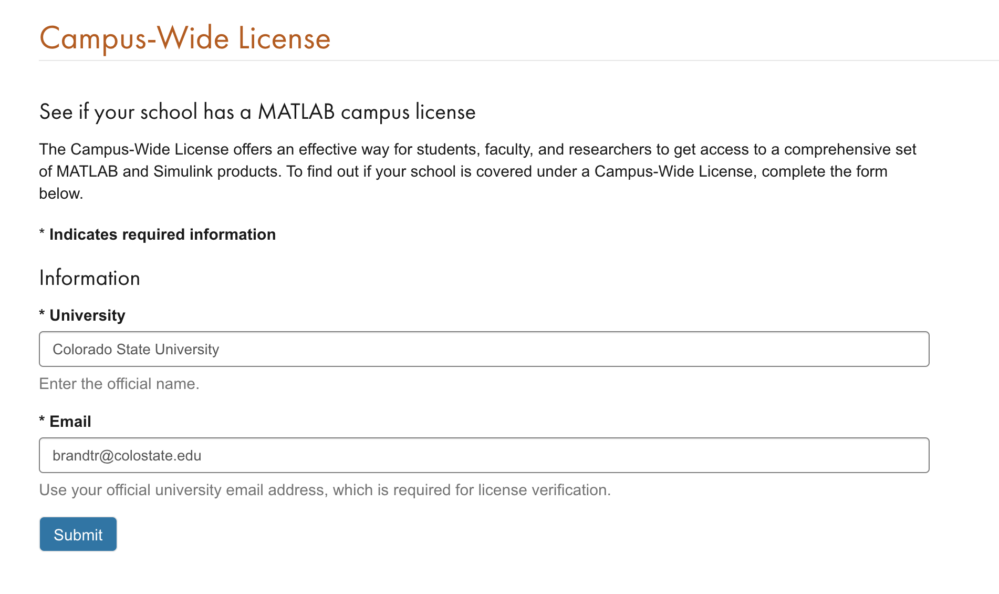 Campus-Wide License
See if your school has a MATLAB campus license
The Campus-Wide License offers an effective way for students, faculty, and researchers to get access to a comprehensive set
of MATLAB and Simulink products. To find out if your school is covered under a Campus-Wide License, complete the form
below.
* Indicates required information
Information
* University
Colorado State University
Enter the official name.
* Email
brandtr@colostate.edu
Use your official university email address, which is required for license verification.
Submit